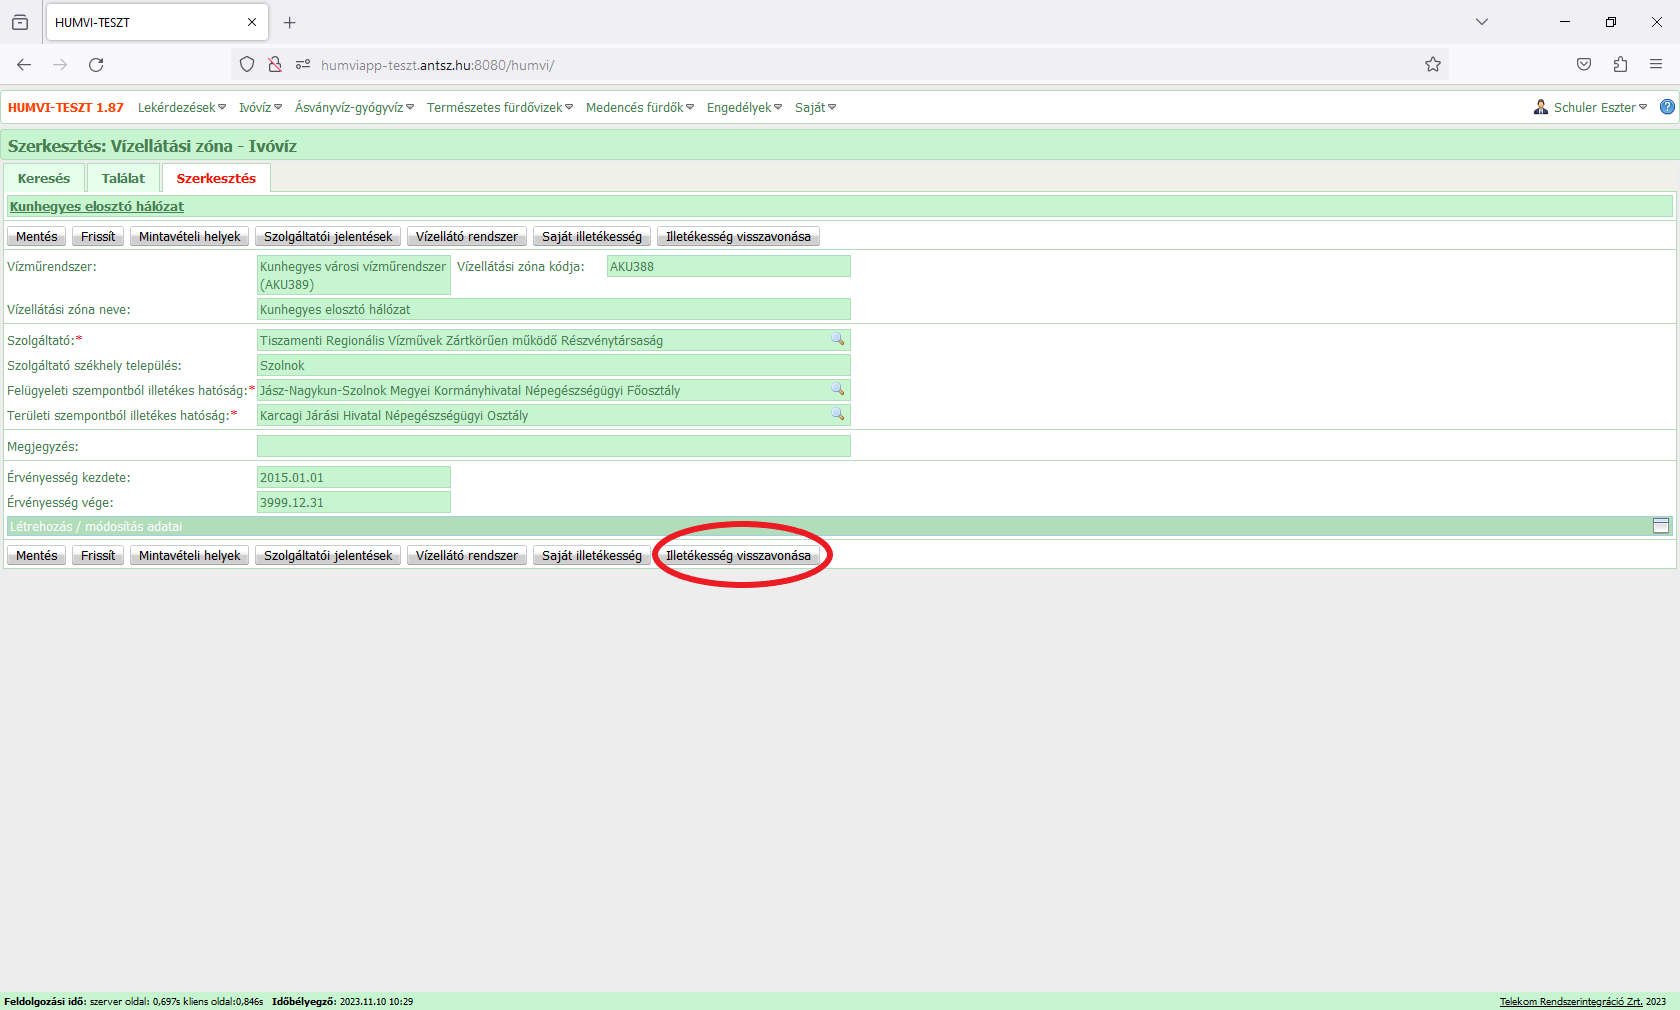 HUMVI-TESZT
humviapp-teszt.antsz.hu:8080/humvi/
HUMVI-TESZT 1.87 Lekérdezések Ivóvíz Ásványvíz-gyógyvíz Természetes fürdővizek Medencés fürdők Engedélyek Saját Schuler Eszter
Szerkesztés: Vízellátási zóna - Ivóvíz
Keresés Találat Szerkesztés
Kunhegyes elosztó hálózat
Mentés Frissít Mintavételi helyek Szolgáltatói jelentések Vízellátó rendszer Saját illetékesség Illetékesség visszavonása
Vízműrendszer: Kunhegyes városi vízműrendszer (AKU389) Vízellátási zóna kódja: AKU388
Vízellátási zóna neve: Kunhegyes elosztó hálózat
Szolgáltató:* Tiszamenti Regionális Vízművek Zártkörűen működő Részvénytársaság
Szolgáltató székhely település: Szolnok
Felügyeleti szempontból illetékes hatóság:* Jász-Nagykun-Szolnok Megyei Kormányhivatal Népegészségügyi Főosztály
Területi szempontból illetékes hatóság:* Karcagi Járási Hivatal Népegészségügyi Osztály
Megjegyzés:
Érvényesség kezdete: 2015.01.01
Érvényesség vége: 3999.12.31
Létrehozás / módosítás adatai
Mentés Frissít Mintavételi helyek Szolgáltatói jelentések Vízellátó rendszer Saját illetékesség Illetékesség visszavonása
Feldolgozási idő: szerver oldal: 0,697s kliens oldal:0,846s Időbélyegző: 2023.11.10 10:29 Telekom Rendszerintegráció Zrt. 2023